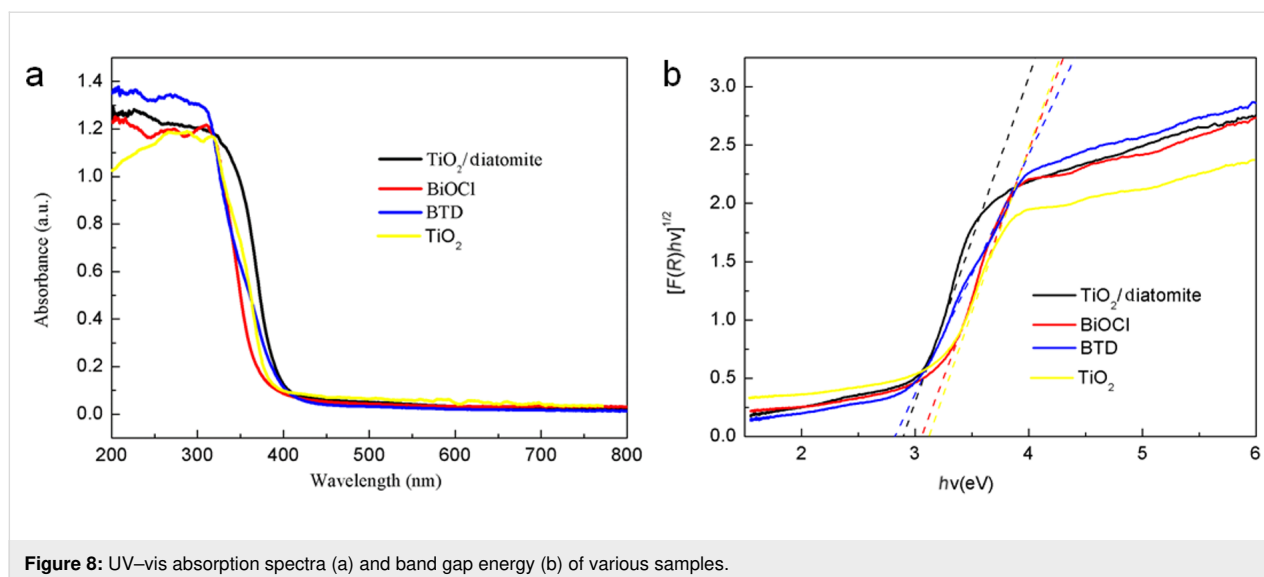 a
1.4
1.2
1.0
0.8
0.6
0.4
0.2
0.0
Absorbance (a.u.)
200 300 400 500 600 700 800
Wavelength (nm)
TiO₂/diatomite
BiOCl
BTD
TiO₂
b
3.0
2.5
2.0
1.5
1.0
0.5
0.0
[F(R)hν]^1/2
2 3 4 5 6
hν(eV)
TiO₂/diatomite
BiOCl
BTD
TiO₂
Figure 8: UV–vis absorption spectra (a) and band gap energy (b) of various samples.